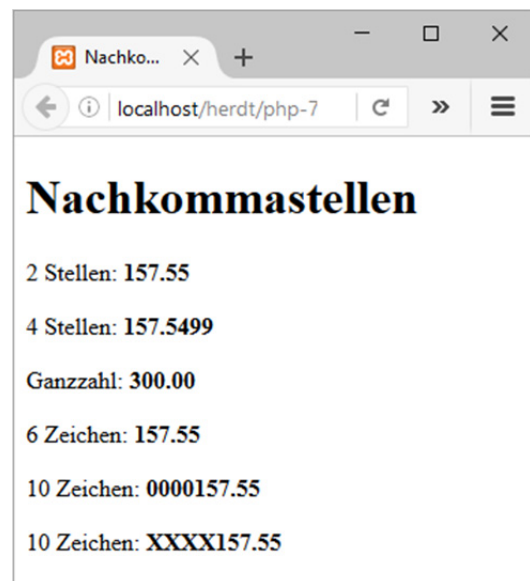 Nachko...
localhost/herdt/php-7
Nachkommastellen
2 Stellen: 157.55
4 Stellen: 157.5499
Ganzzahl: 300.00
6 Zeichen: 157.55
10 Zeichen: 0000157.55
10 Zeichen: XXXX157.55